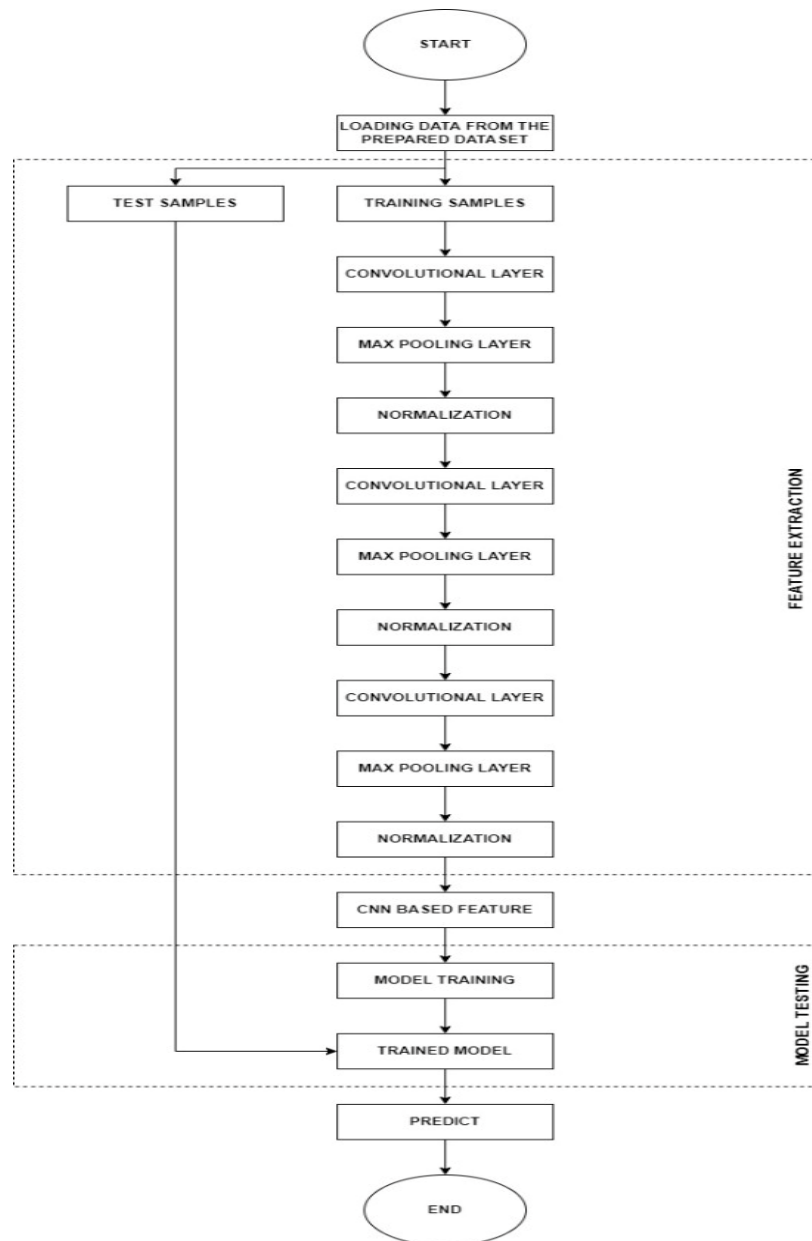 START
LOADING DATA FROM THE
PREPARED DATASET
TEST SAMPLES
TRAINING SAMPLES
CONVOLUTIONAL LAYER
MAX POOLING LAYER
NORMALIZATION
CONVOLUTIONAL LAYER
MAX POOLING LAYER
NORMALIZATION
CONVOLUTIONAL LAYER
MAX POOLING LAYER
NORMALIZATION
FEATURE EXTRACTION
CNN BASED FEATURE
MODEL TRAINING
TRAINED MODEL
MODEL TESTING
PREDICT
END